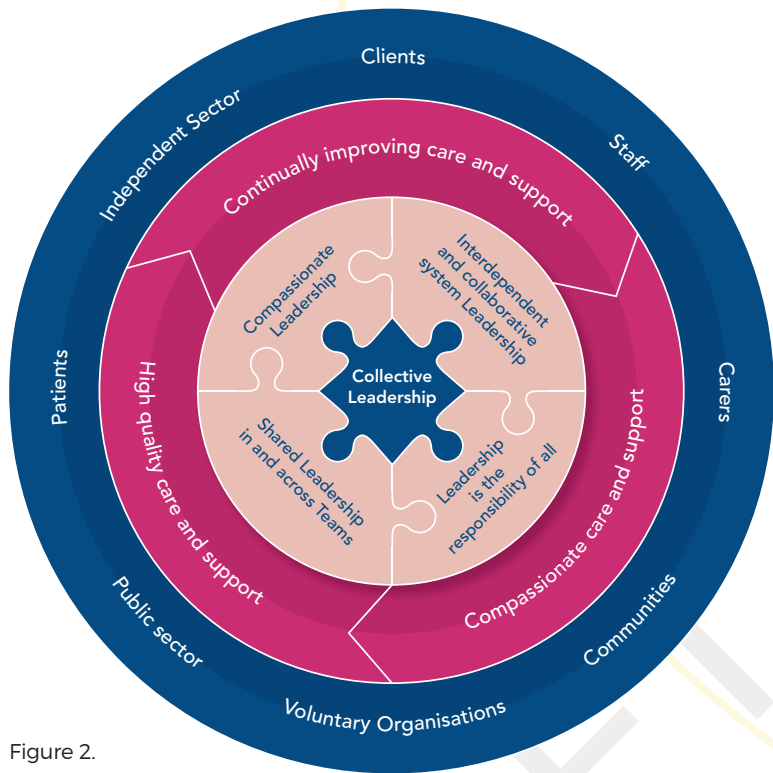 Clients
Staff
Carers
Communities
Voluntary Organisations
Public sector
Patients
Independent Sector
Continually improving care and support
Compassionate care and support
High quality care and support
Compassionate
Leadership
Interdependent
and collaborative
system Leadership
Leadership
is the
responsibility of all
Shared Leadership
in and across Teams
Collective
Leadership
Figure 2.